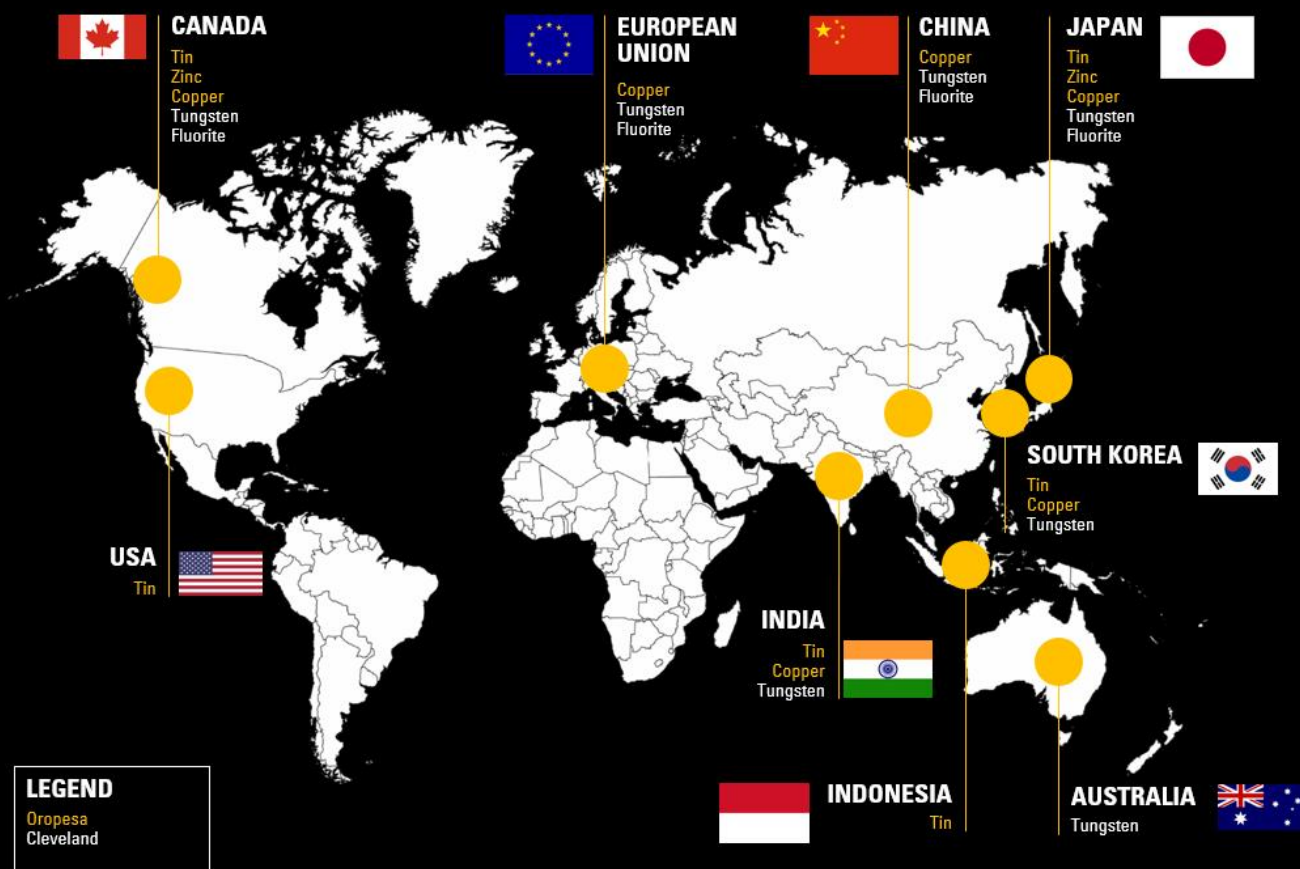 CANADA
Tin
Zinc
Copper
Tungsten
Fluorite
EUROPEAN
UNION
Copper
Tungsten
Fluorite
CHINA
Copper
Tungsten
Fluorite
JAPAN
Tin
Zinc
Copper
Tungsten
Fluorite
SOUTH KOREA
Tin
Copper
Tungsten
USA
Tin
INDIA
Tin
Copper
Tungsten
INDONESIA
Tin
AUSTRALIA
Tungsten
LEGEND
Oropesa
Cleveland